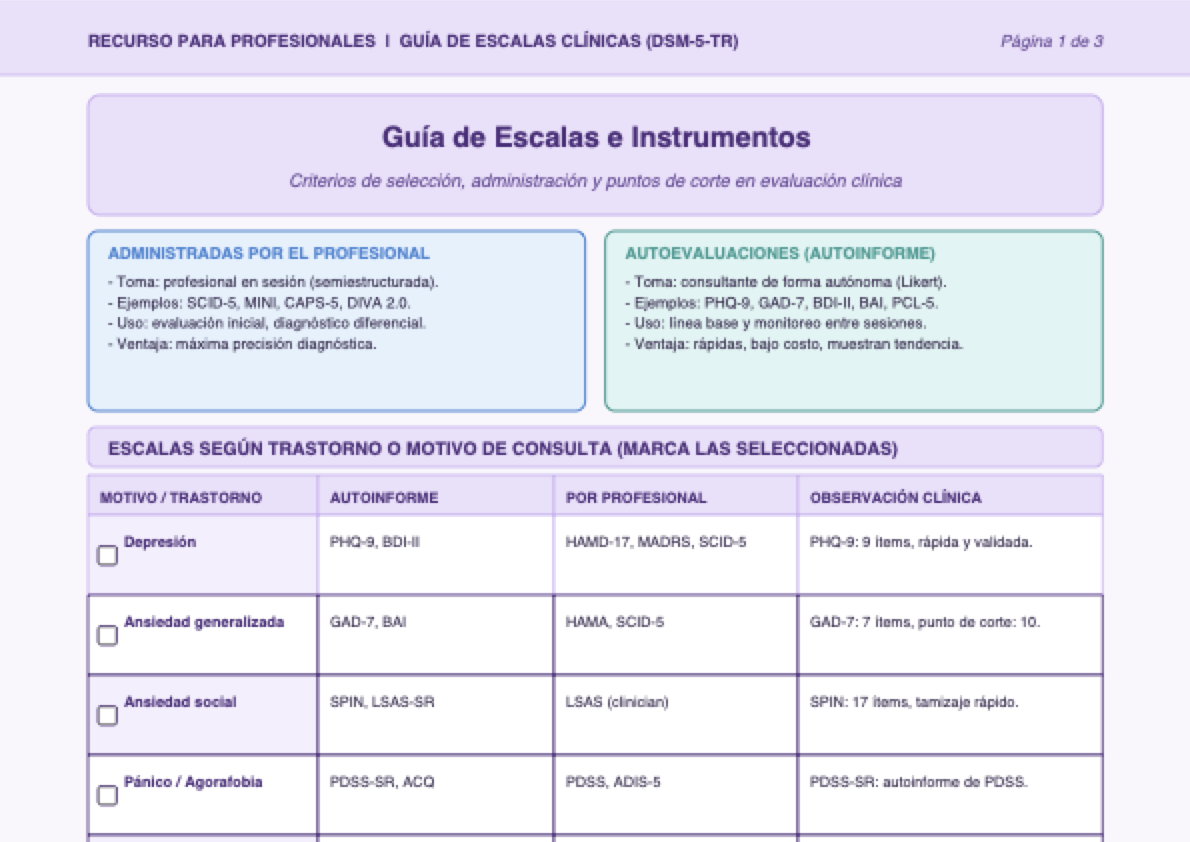 RECURSO PARA PROFESIONALES | GUÍA DE ESCALAS CLÍNICAS (DSM-5-TR)
Página 1 de 3
Guía de Escalas e Instrumentos
Criterios de selección, administración y puntos de corte en evaluación clínica
ADMINISTRADAS POR EL PROFESIONAL
- Toma: profesional en sesión (semiestructurada).
- Ejemplos: SCID-5, MINI, CAPS-5, DIVA 2.0.
- Uso: evaluación inicial, diagnóstico diferencial.
- Ventaja: máxima precisión diagnóstica.
AUTOEVALUACIONES (AUTOINFORME)
- Toma: consultante de forma autónoma (Likert).
- Ejemplos: PHQ-9, GAD-7, BDI-II, BAI, PCL-5.
- Uso: línea base y monitoreo entre sesiones.
- Ventaja: rápidas, bajo costo, muestran tendencia.
ESCALAS SEGÚN TRASTORNO O MOTIVO DE CONSULTA (MARCA LAS SELECCIONADAS)
MOTIVO / TRASTORNO AUTOINFORME POR PROFESIONAL OBSERVACIÓN CLÍNICA
Depresión PHQ-9, BDI-II HAMD-17, MADRS, SCID-5 PHQ-9: 9 ítems, rápida y validada.
Ansiedad generalizada GAD-7, BAI HAMA, SCID-5 GAD-7: 7 ítems, punto de corte: 10.
Ansiedad social SPIN, LSAS-SR LSAS (clinician) SPIN: 17 ítems, tamizaje rápido.
Pánico / Agorafobia PDSS-SR, ACQ PDSS, ADIS-5 PDSS-SR: autoinforme de PDSS.